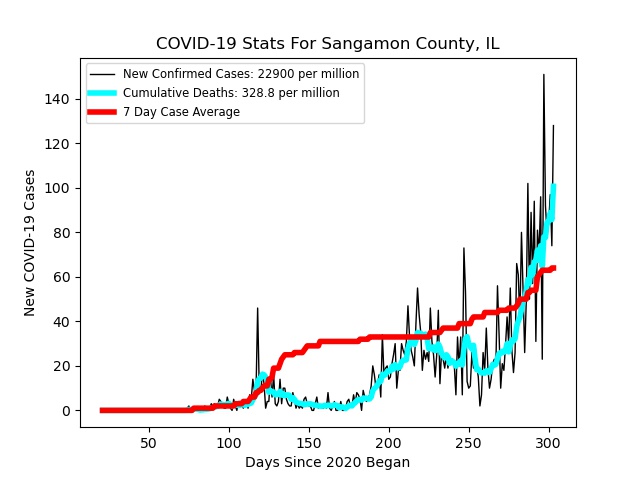 COVID-19 Stats For Sangamon County, IL
New Confirmed Cases: 22900 per million
Cumulative Deaths: 328.8 per million
7 Day Case Average
New COVID-19 Cases
140
120
100
80
60
40
20
0
50
100
150
200
250
300
Days Since 2020 Began